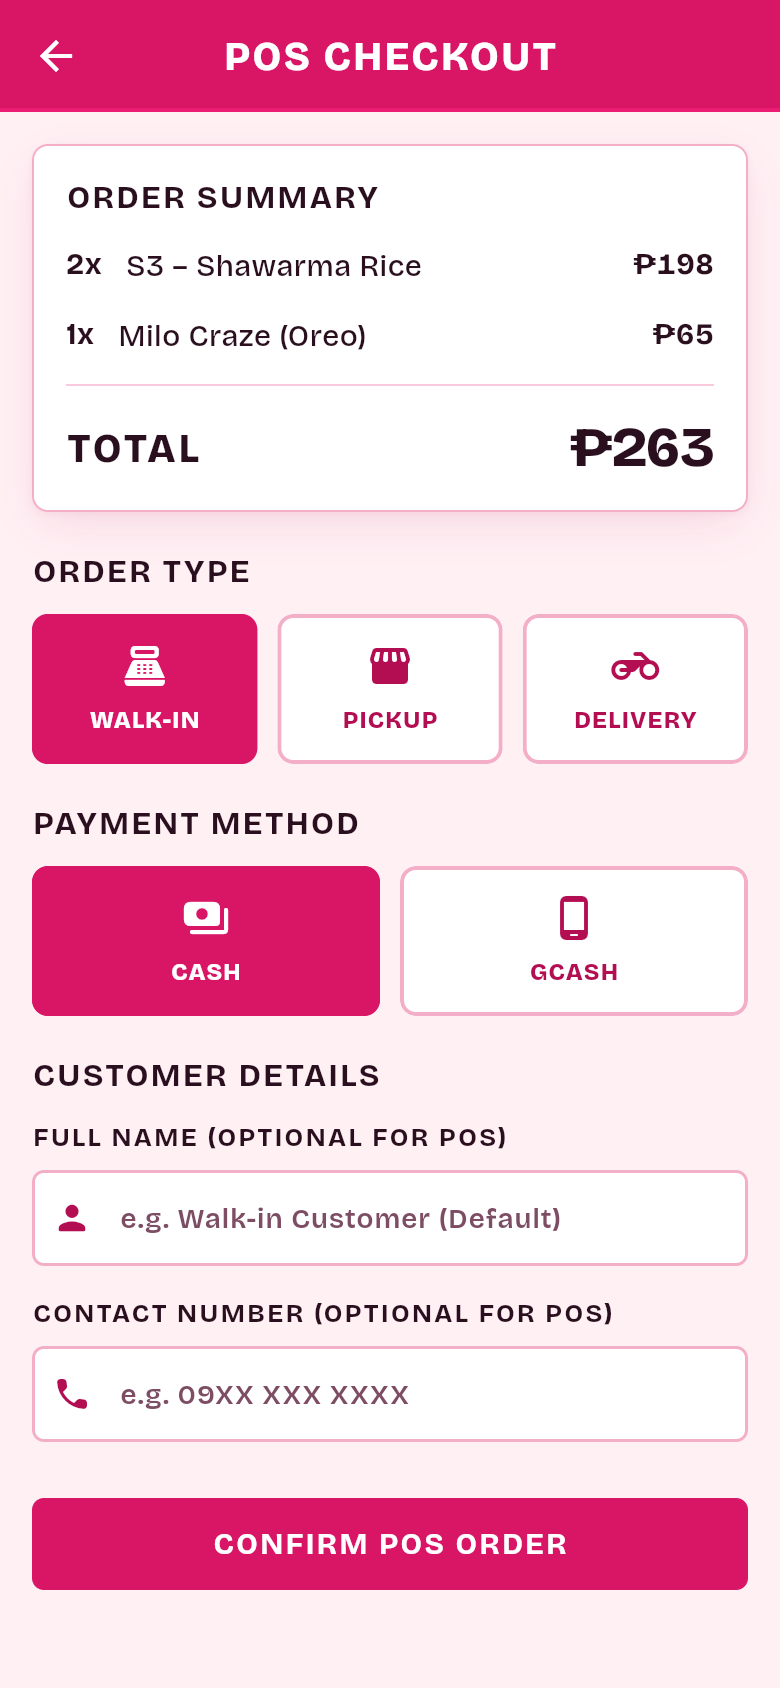 POS CHECKOUT
ORDER SUMMARY
2x S3 – Shawarma Rice ₱198
1x Milo Craze (Oreo) ₱65
TOTAL ₱263
ORDER TYPE
WALK-IN PICKUP DELIVERY
PAYMENT METHOD
CASH GCASH
CUSTOMER DETAILS
FULL NAME (OPTIONAL FOR POS)
e.g. Walk-in Customer (Default)
CONTACT NUMBER (OPTIONAL FOR POS)
e.g. 09XX XXX XXXX
CONFIRM POS ORDER